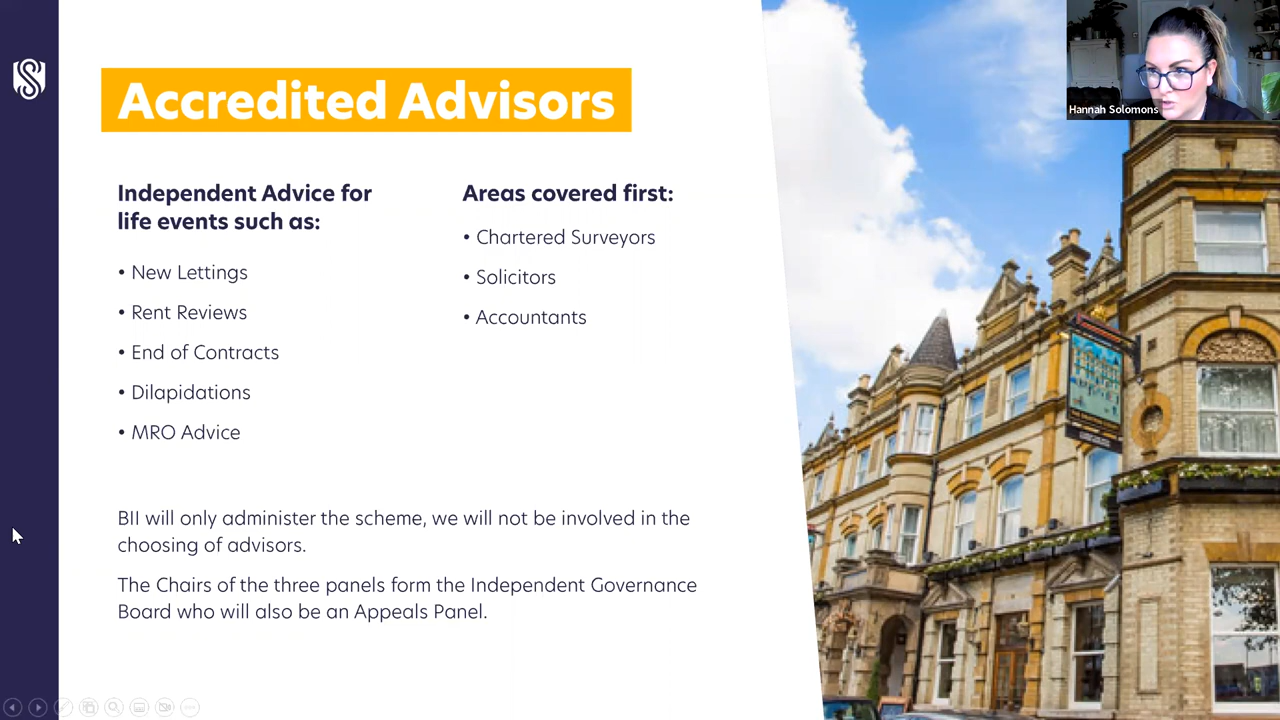 Accredited Advisors
Independent Advice for
life events such as:
• New Lettings
• Rent Reviews
• End of Contracts
• Dilapidations
• MRO Advice
Areas covered first:
• Chartered Surveyors
• Solicitors
• Accountants
BII will only administer the scheme, we will not be involved in the
choosing of advisors.
The Chairs of the three panels form the Independent Governance
Board who will also be an Appeals Panel.
Hannah Solomons